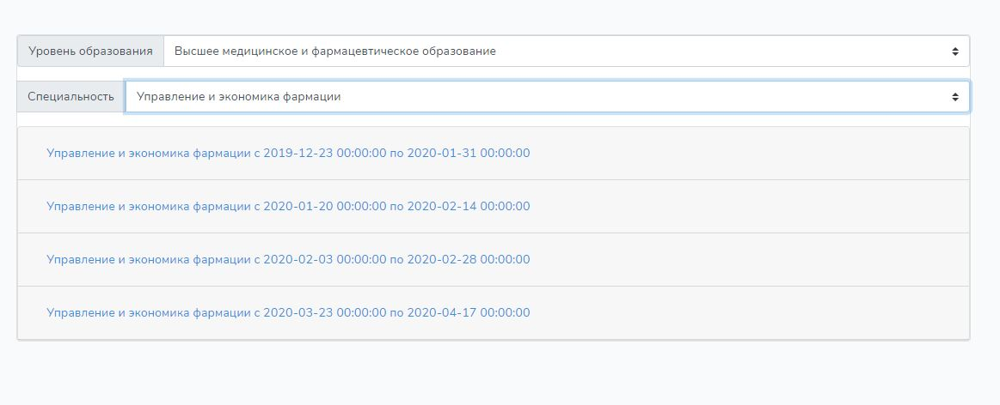 Уровень образования Высшее медицинское и фармацевтическое образование
Специальность Управление и экономика фармации
Управление и экономика фармации с 2019-12-23 00:00:00 по 2020-01-31 00:00:00
Управление и экономика фармации с 2020-01-20 00:00:00 по 2020-02-14 00:00:00
Управление и экономика фармации с 2020-02-03 00:00:00 по 2020-02-28 00:00:00
Управление и экономика фармации с 2020-03-23 00:00:00 по 2020-04-17 00:00:00